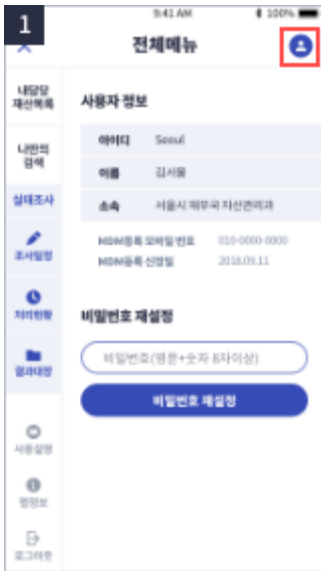 1
9:41 AM
100%
전체메뉴
내담당
재산목록
나만의
검색
실태조사
조사일정
처리현황
결과대장
사용설명
앱정보
로그아웃
사용자 정보
아이디 Seoul
이름 김서울
소속 서울시 재무국 자산관리과
MDM등록 모바일 번호 010-0000-0000
MDM등록 신청일 2018.09.11
비밀번호 재설정
비밀번호(영문+숫자 8자이상)
비밀번호 재설정